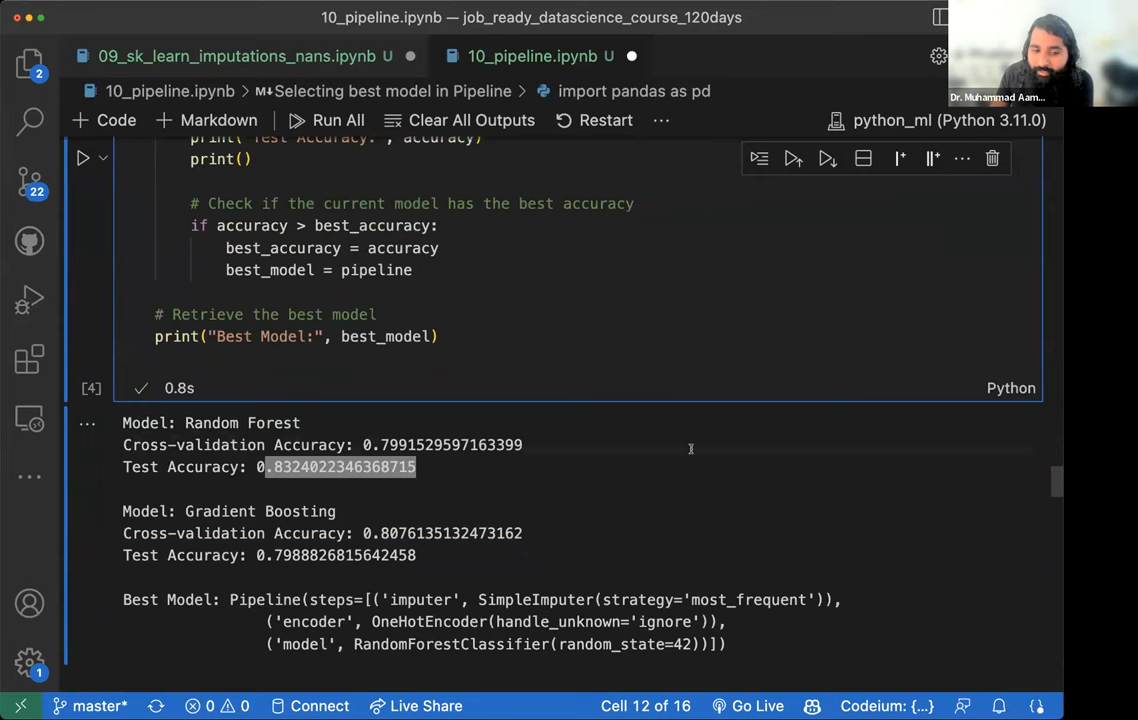 10_pipeline.ipynb — job_ready_datascience_course_120days
09_sk_learn_imputations_nans.ipynb U
10_pipeline.ipynb U
10_pipeline.ipynb > M↓Selecting best model in Pipeline > import pandas as pd
Dr. Muhammad Aam...
+ Code + Markdown Run All Clear All Outputs Restart ... python_ml (Python 3.11.0)
print("Test Accuracy:", accuracy)
print()
# Check if the current model has the best accuracy
if accuracy > best_accuracy:
best_accuracy = accuracy
best_model = pipeline
# Retrieve the best model
print("Best Model:", best_model)
[4] 0.8s Python
Model: Random Forest
Cross-validation Accuracy: 0.7991529597163399
Test Accuracy: 0.8324022346368715
Model: Gradient Boosting
Cross-validation Accuracy: 0.8076135132473162
Test Accuracy: 0.7988826815642458
Best Model: Pipeline(steps=[('imputer', SimpleImputer(strategy='most_frequent')),
('encoder', OneHotEncoder(handle_unknown='ignore')),
('model', RandomForestClassifier(random_state=42))])
2
22
1
master* 0 0 Connect Live Share Cell 12 of 16 Go Live Codeium: {...}